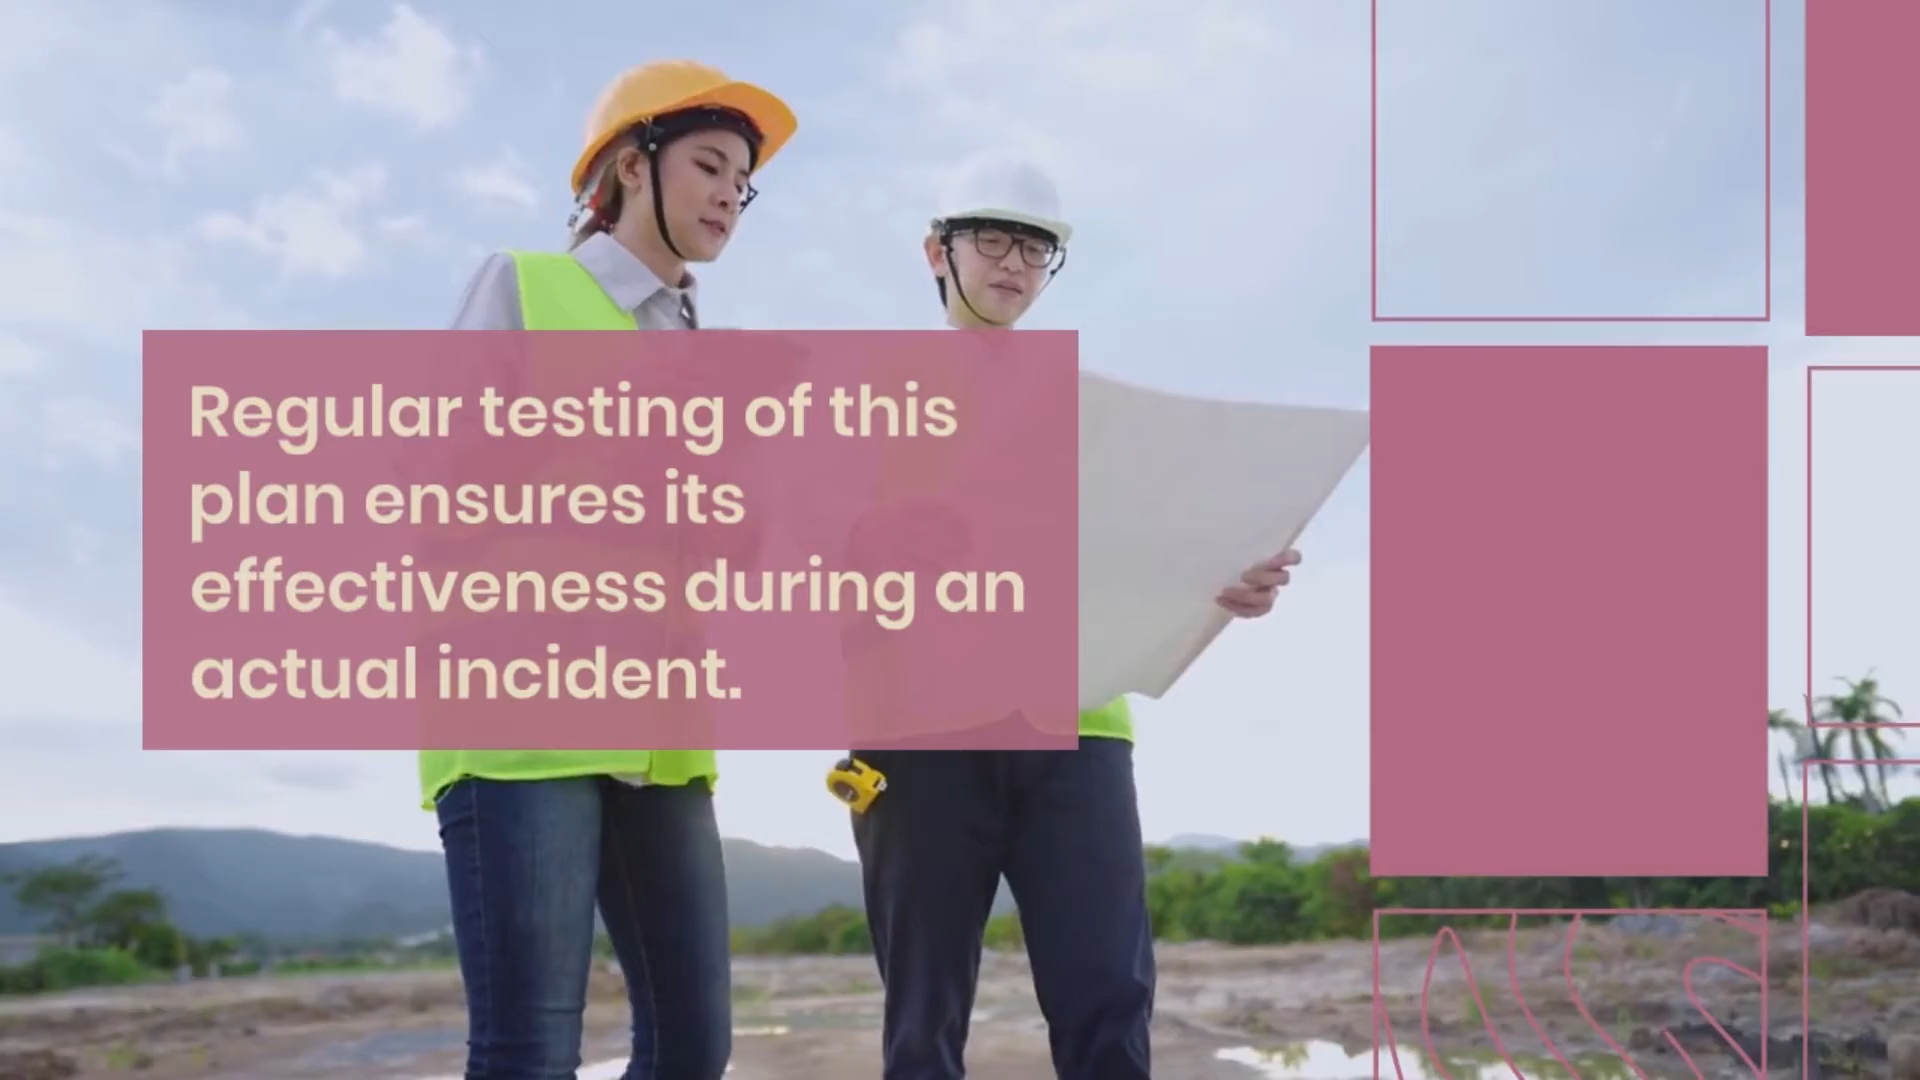 Regular testing of this
plan ensures its
effectiveness during an
actual incident.